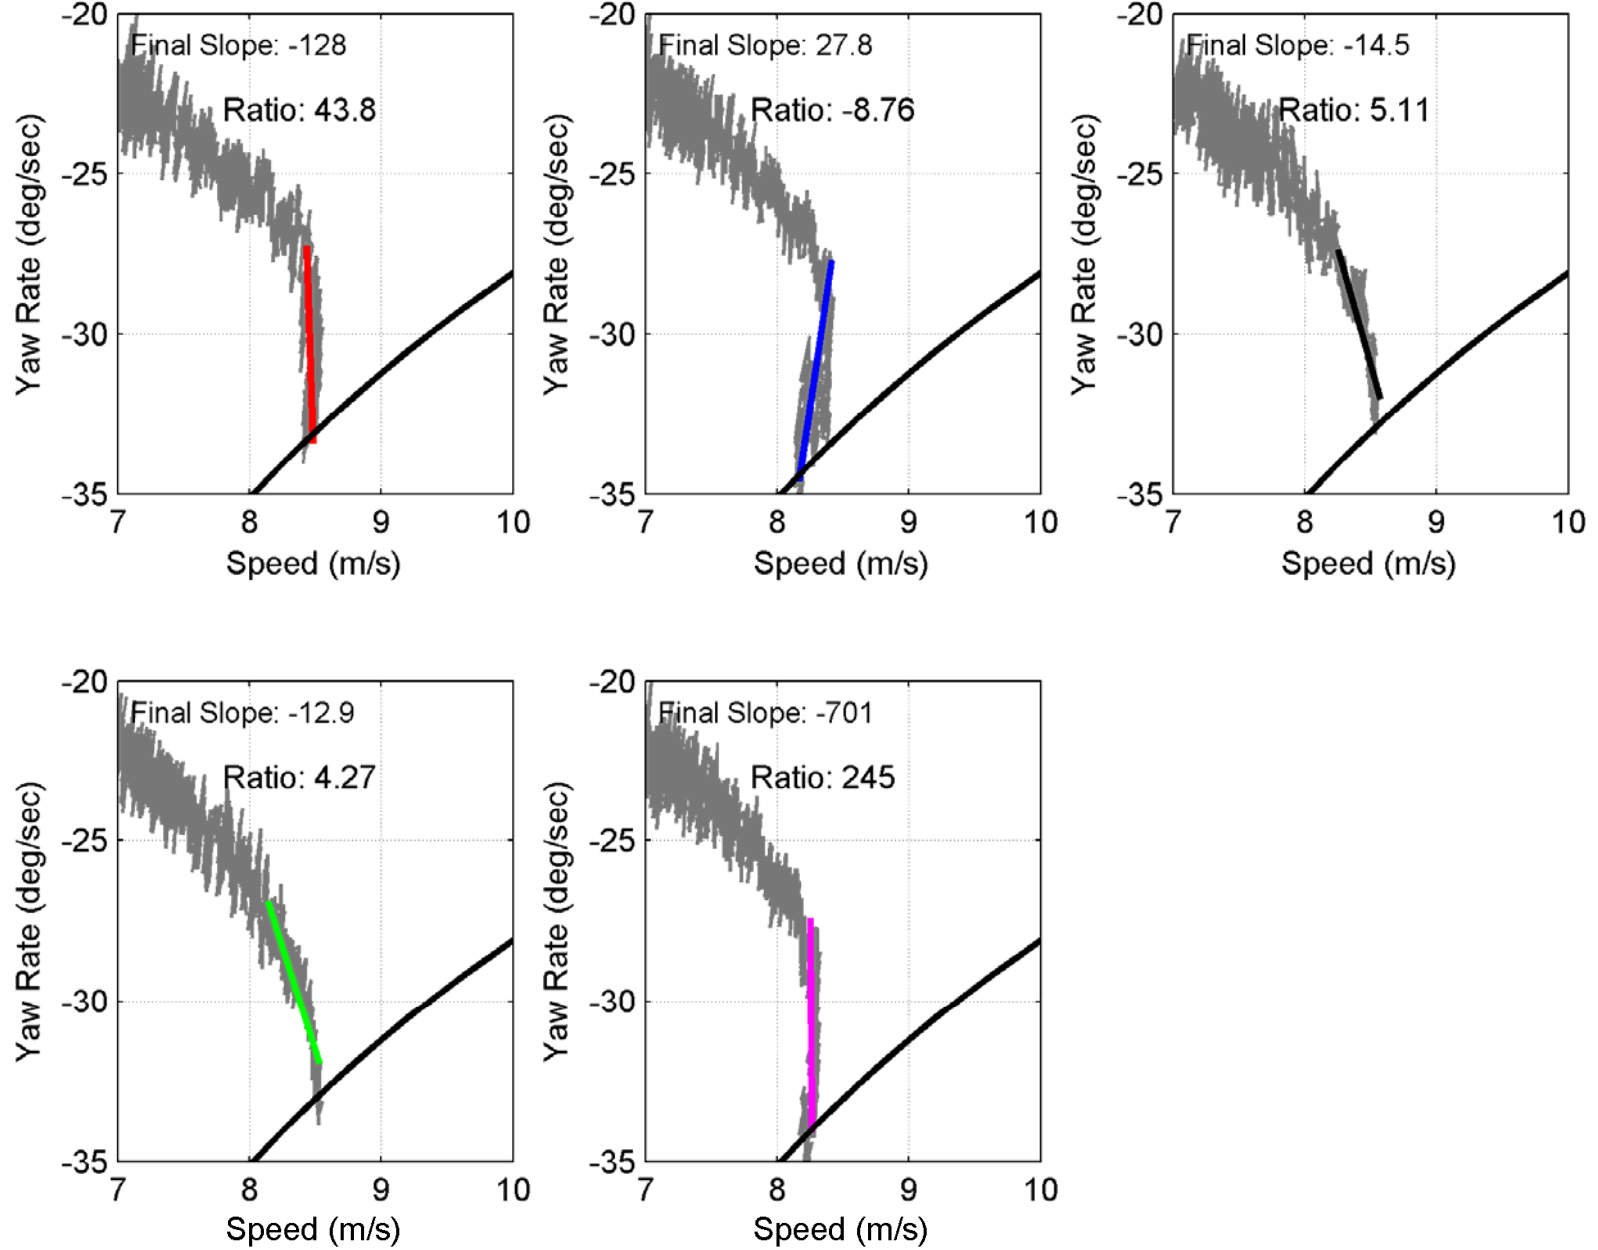 -20
Final Slope: -128
Ratio: 43.8
-25
-30
-35
Yaw Rate (deg/sec)
7 8 9 10
Speed (m/s)
-20
Final Slope: 27.8
Ratio: -8.76
-25
-30
-35
Yaw Rate (deg/sec)
7 8 9 10
Speed (m/s)
-20
Final Slope: -14.5
Ratio: 5.11
-25
-30
-35
Yaw Rate (deg/sec)
7 8 9 10
Speed (m/s)
-20
Final Slope: -12.9
Ratio: 4.27
-25
-30
-35
Yaw Rate (deg/sec)
7 8 9 10
Speed (m/s)
-20
Final Slope: -701
Ratio: 245
-25
-30
-35
Yaw Rate (deg/sec)
7 8 9 10
Speed (m/s)